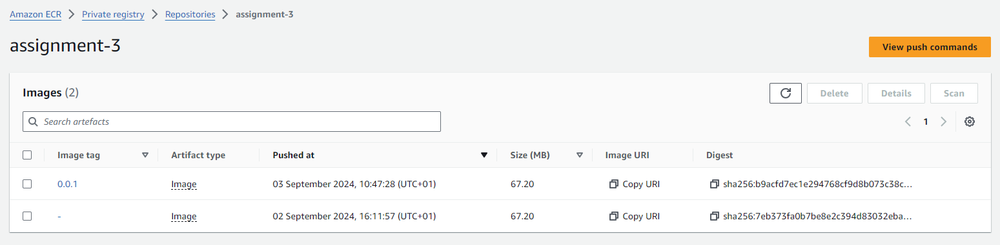 Amazon ECR > Private registry > Repositories > assignment-3
assignment-3
View push commands
Images (2)
Delete Details Scan
Search artefacts
1
Image tag Artifact type Pushed at Size (MB) Image URI Digest
0.0.1 Image 03 September 2024, 10:47:28 (UTC+01) 67.20 Copy URI sha256:b9acfd7ec1e294768cf9d8b073c38c...
- Image 02 September 2024, 16:11:57 (UTC+01) 67.20 Copy URI sha256:7eb373fa0b7be8e2c394d83032eba...